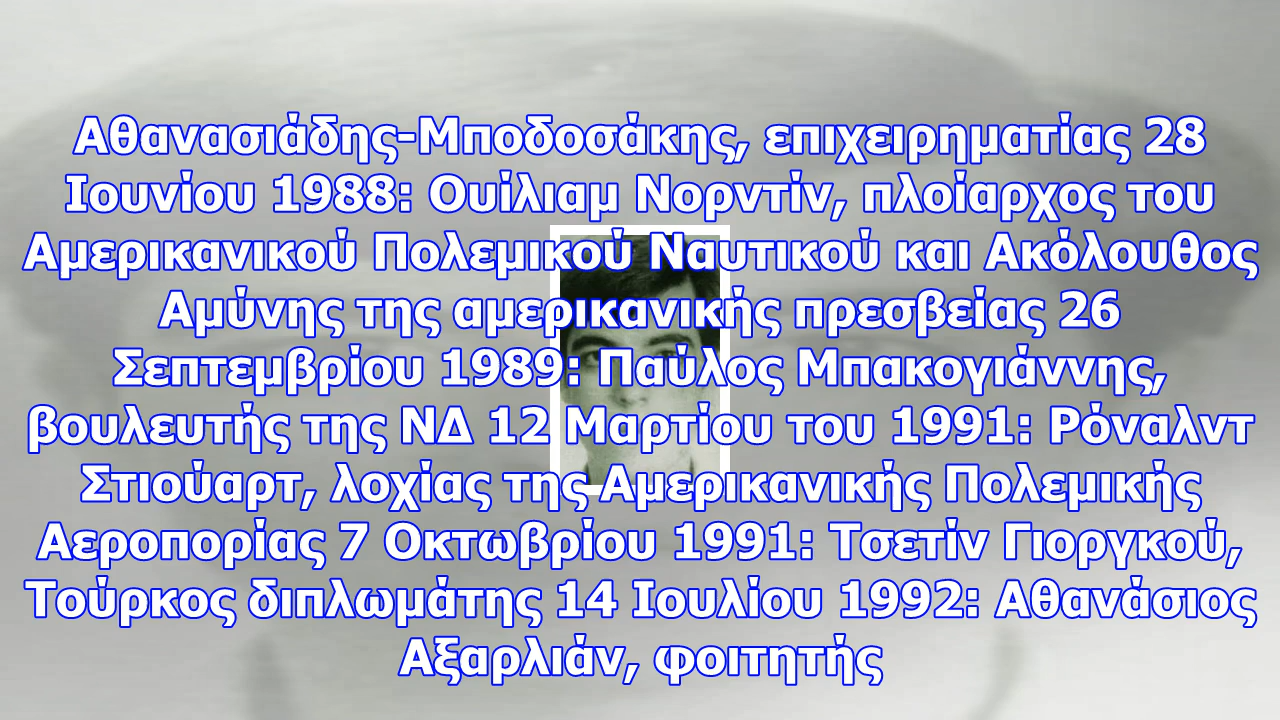 Αθανασιάδης-Μποδοσάκης, επιχειρηματίας 28
Ιουνίου 1988: Ουίλιαμ Νορντίν, πλοίαρχος του
Αμερικανικού Πολεμικού Ναυτικού και Ακόλουθος
Αμύνης της αμερικανικής πρεσβείας 26
Σεπτεμβρίου 1989: Παύλος Μπακογιάννης,
βουλευτής της ΝΔ 12 Μαρτίου του 1991: Ρόναλντ
Στιούαρτ, λοχίας της Αμερικανικής Πολεμικής
Αεροπορίας 7 Οκτωβρίου 1991: Τσετίν Γιοργκού,
Τούρκος διπλωμάτης 14 Ιουλίου 1992: Αθανάσιος
Αξαρλιάν, φοιτητής